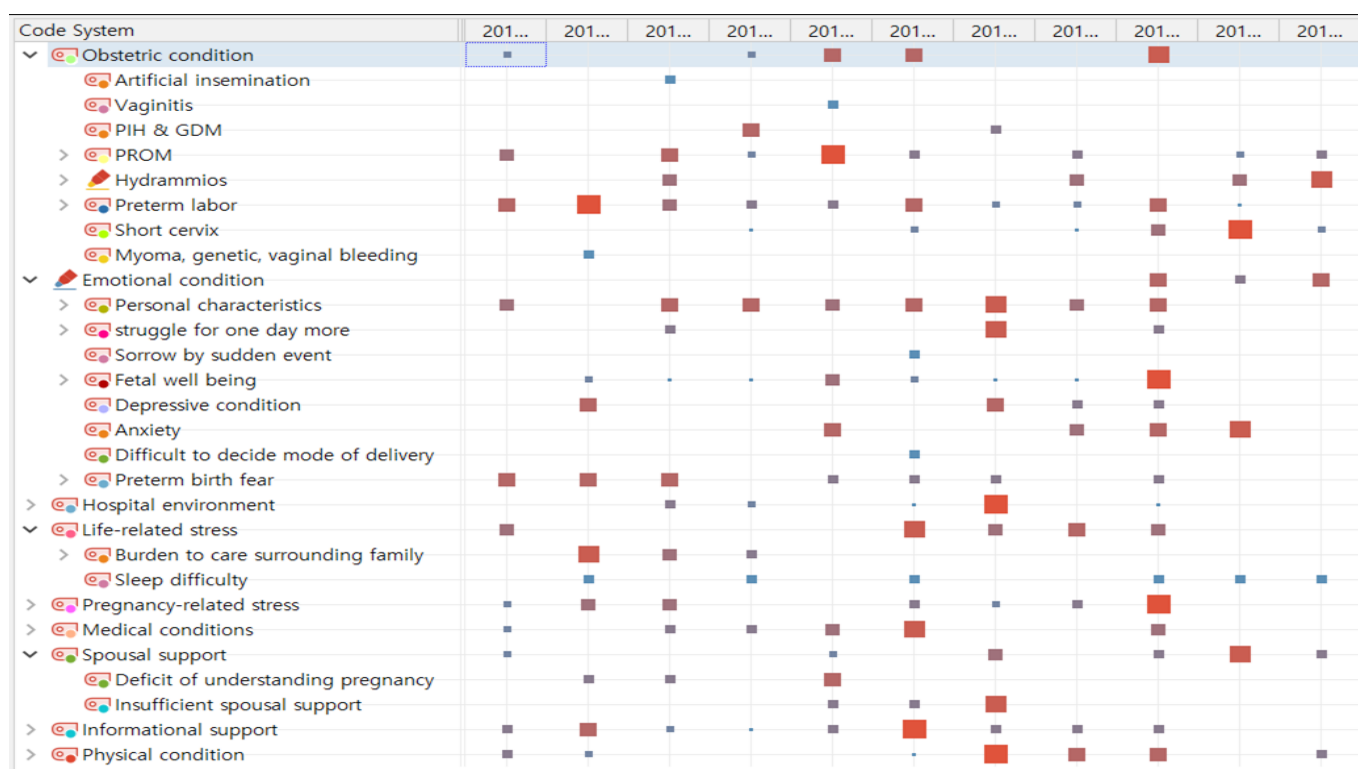 Code System 201... 201... 201... 201... 201... 201... 201... 201... 201... 201... 201...
Obstetric condition
Artificial insemination
Vaginitis
PIH & GDM
PROM
Hydrammios
Preterm labor
Short cervix
Myoma, genetic, vaginal bleeding
Emotional condition
Personal characteristics
struggle for one day more
Sorrow by sudden event
Fetal well being
Depressive condition
Anxiety
Difficult to decide mode of delivery
Preterm birth fear
Hospital environment
Life-related stress
Burden to care surrounding family
Sleep difficulty
Pregnancy-related stress
Medical conditions
Spousal support
Deficit of understanding pregnancy
Insufficient spousal support
Informational support
Physical condition